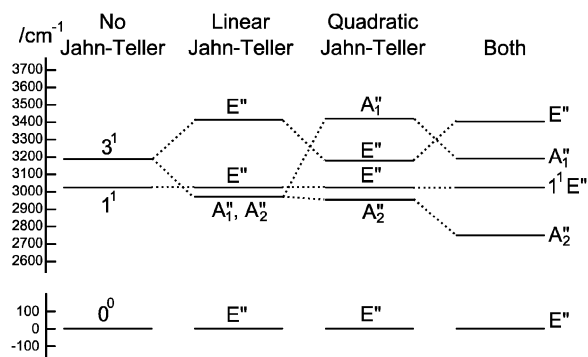 /cm⁻¹
No Jahn-Teller
Linear Jahn-Teller
Quadratic Jahn-Teller
Both
3700
3600
3500
3400
3300
3200
3100
3000
2900
2800
2700
2600
100
0
-100
3¹
1¹
0⁰
E"
E"
A₁", A₂"
E"
A₁"
E"
E"
A₂"
E"
E"
A₁"
1¹ E"
A₂"
E"